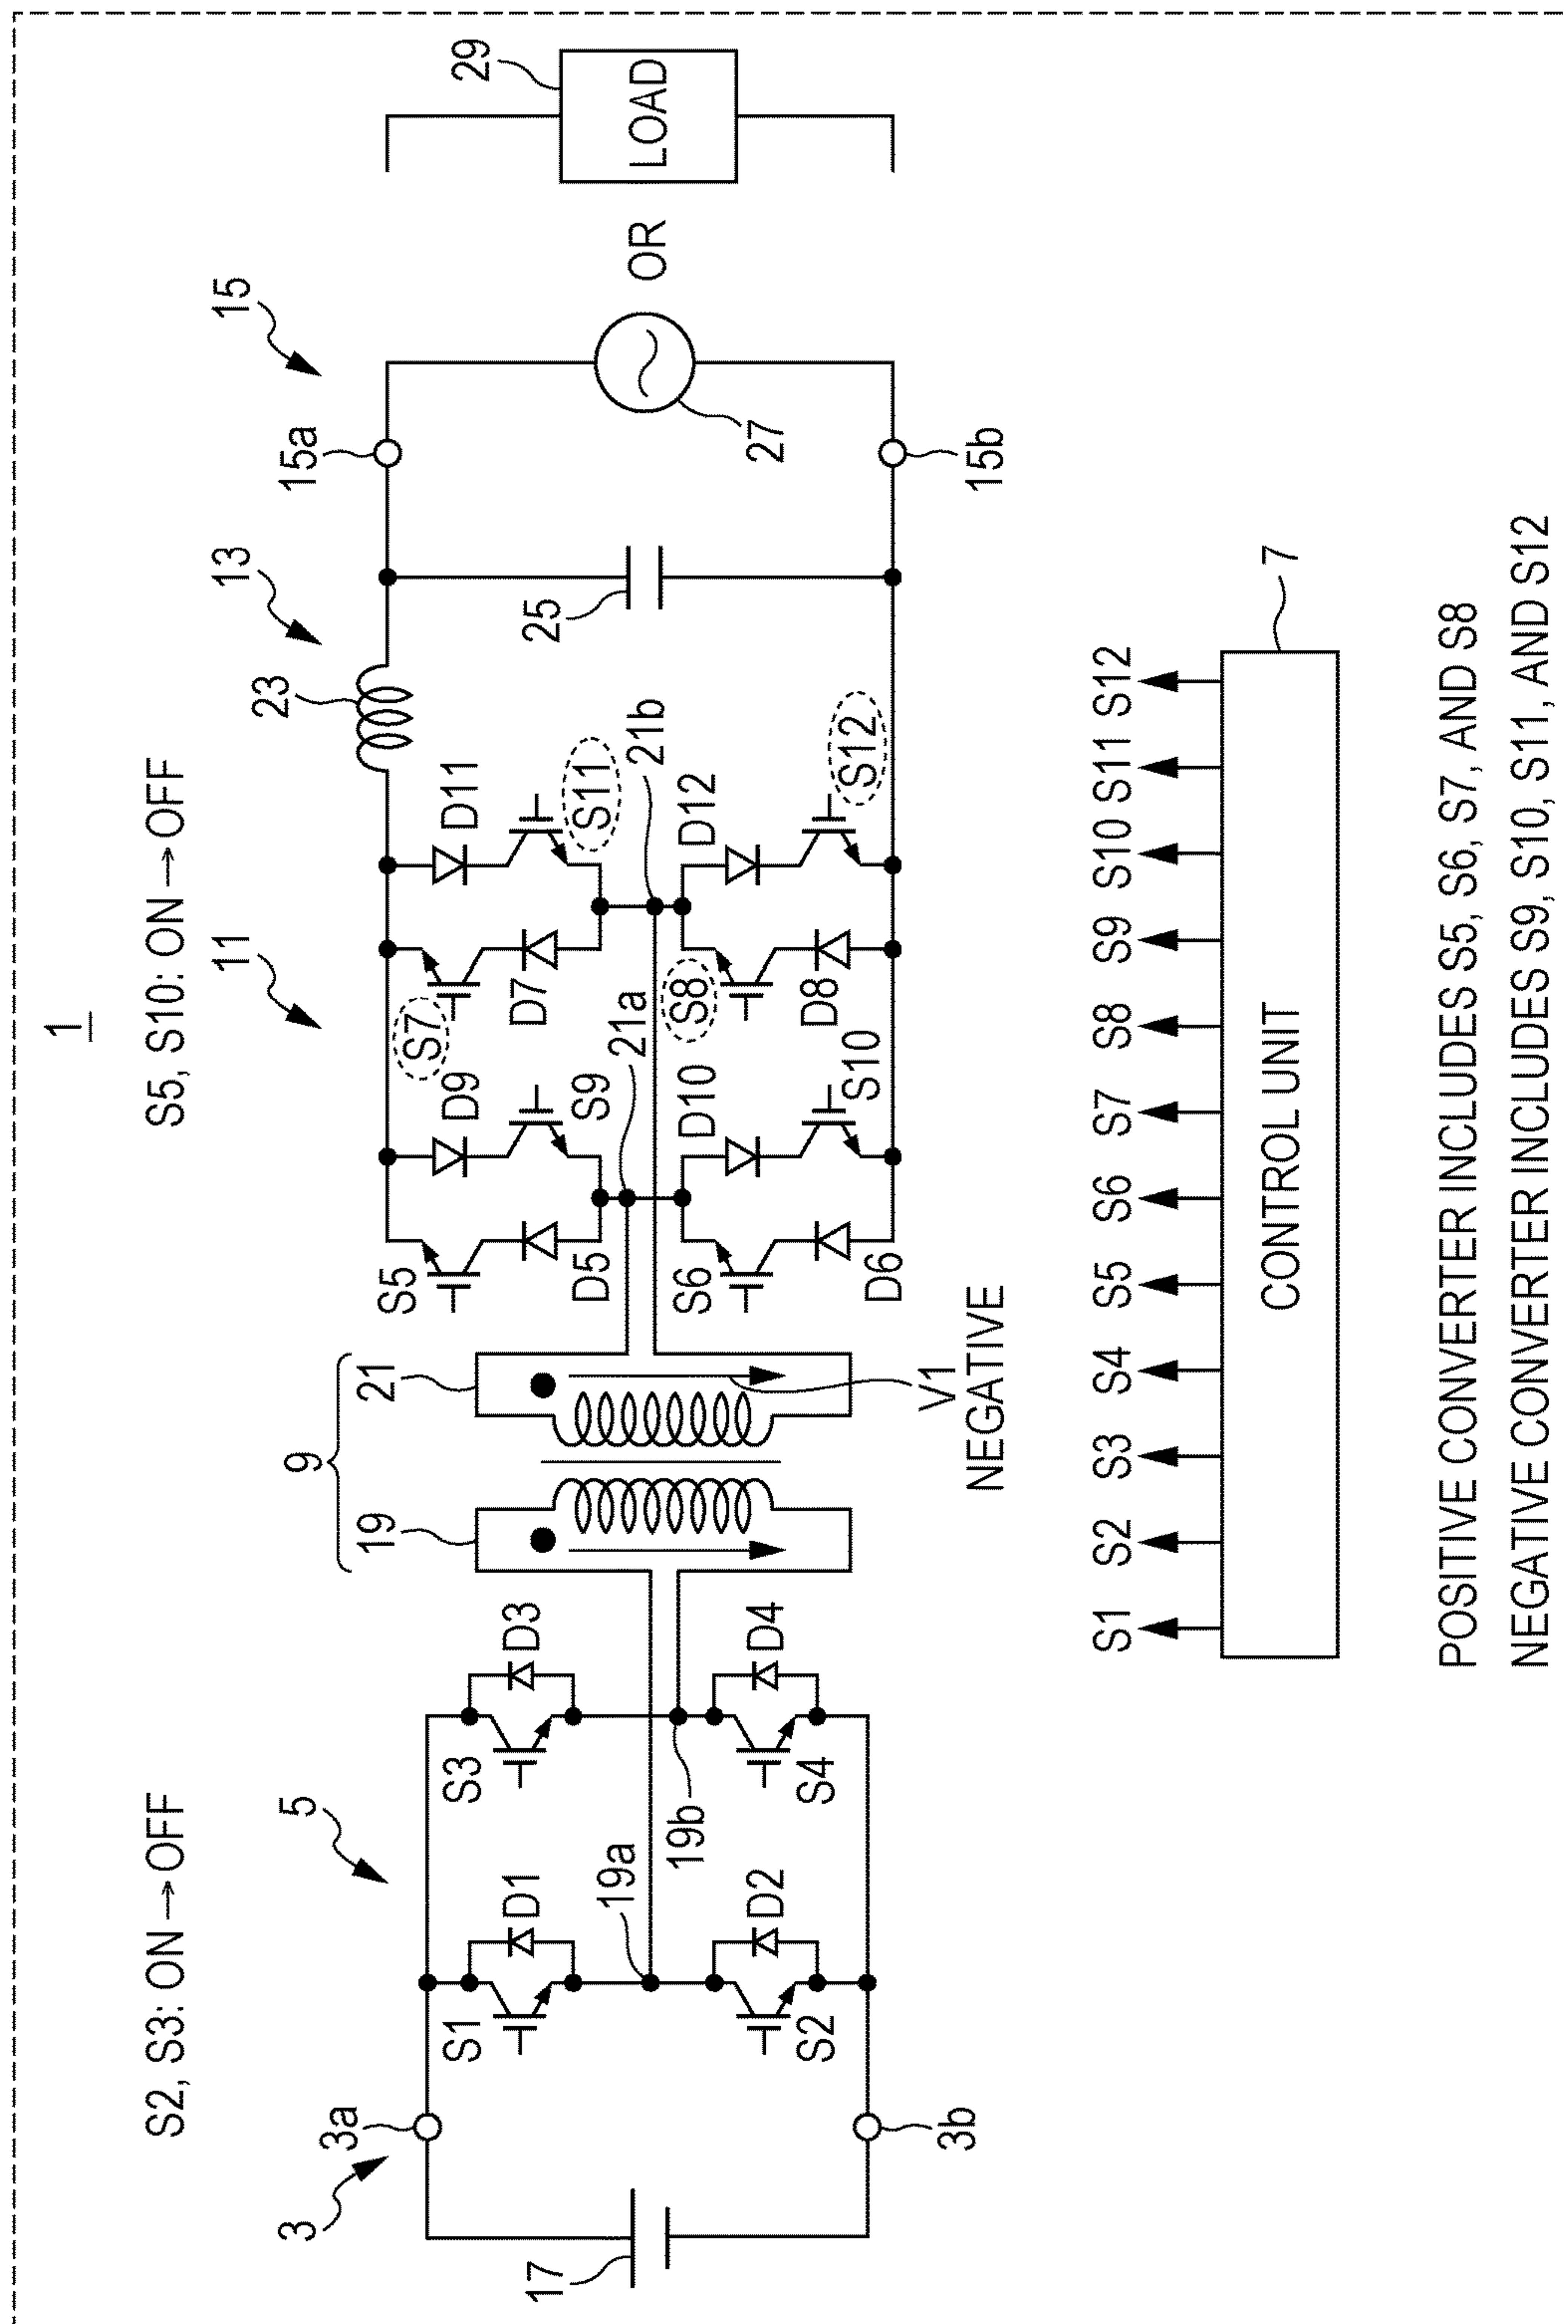 1
S2, S3: ON→OFF
S5, S10: ON→OFF
3
3a
3b
17
5
S1
D1
S2
D2
19a
S3
D3
S4
D4
19b
9
19
21
V1
NEGATIVE
11
S5
D5
S6
D6
21a
D9
S9
D10
S10
S7
D7
S8
D8
21b
D11
S11
D12
S12
13
23
25
15
15a
15b
27
OR
29
LOAD
S1 S2 S3 S4 S5 S6 S7 S8 S9 S10 S11 S12
CONTROL UNIT
7
POSITIVE CONVERTER INCLUDES S5, S6, S7, AND S8
NEGATIVE CONVERTER INCLUDES S9, S10, S11, AND S12